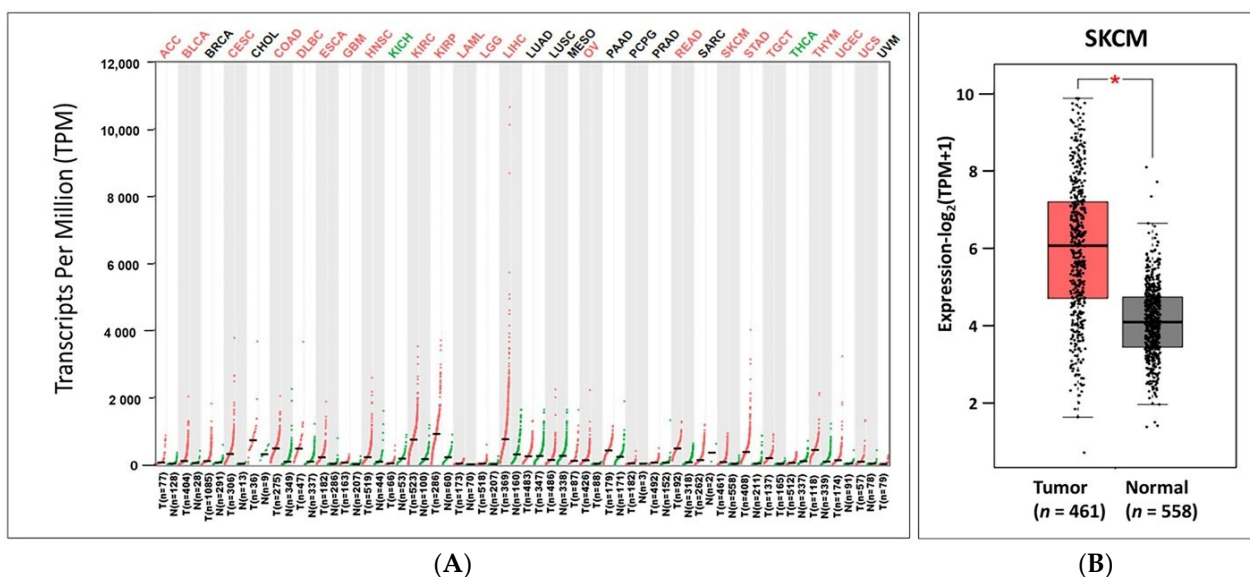 ACC BLCA BRCA CESC CHOL COAD DLBC ESCA GBM HNSC KICH KIRC KIRP LAML LGG LIHC LUAD LUSC MESO OV PAAD PCPG PRAD READ SARC SKCM STAD TGCT THCA THYM UCEC UCS UVM
Transcripts Per Million (TPM)
12,000
10,000
8 000
6 000
4 000
2 000
0
T(n=77) N(n=128) T(n=404) N(n=28) T(n=1085) N(n=291) T(n=306) N(n=13) T(n=36) N(n=9) T(n=275) N(n=349) T(n=47) N(n=337) T(n=182) N(n=286) T(n=163) N(n=207) T(n=519) N(n=44) T(n=66) N(n=53) T(n=523) N(n=100) T(n=286) N(n=60) T(n=173) N(n=70) T(n=518) N(n=207) T(n=369) N(n=160) T(n=483) N(n=347) T(n=486) N(n=338) T(n=87) T(n=426) N(n=88) T(n=179) N(n=171) T(n=182) N(n=3) T(n=492) N(n=152) T(n=92) N(n=318) T(n=262) N(n=2) T(n=461) N(n=558) T(n=408) N(n=211) T(n=137) N(n=165) T(n=512) N(n=337) T(n=118) N(n=339) T(n=174) N(n=91) T(n=57) N(n=78) T(n=79)
(A)
SKCM
*
Expression-log₂(TPM+1)
10
8
6
4
2
Tumor
(n = 461)
Normal
(n = 558)
(B)